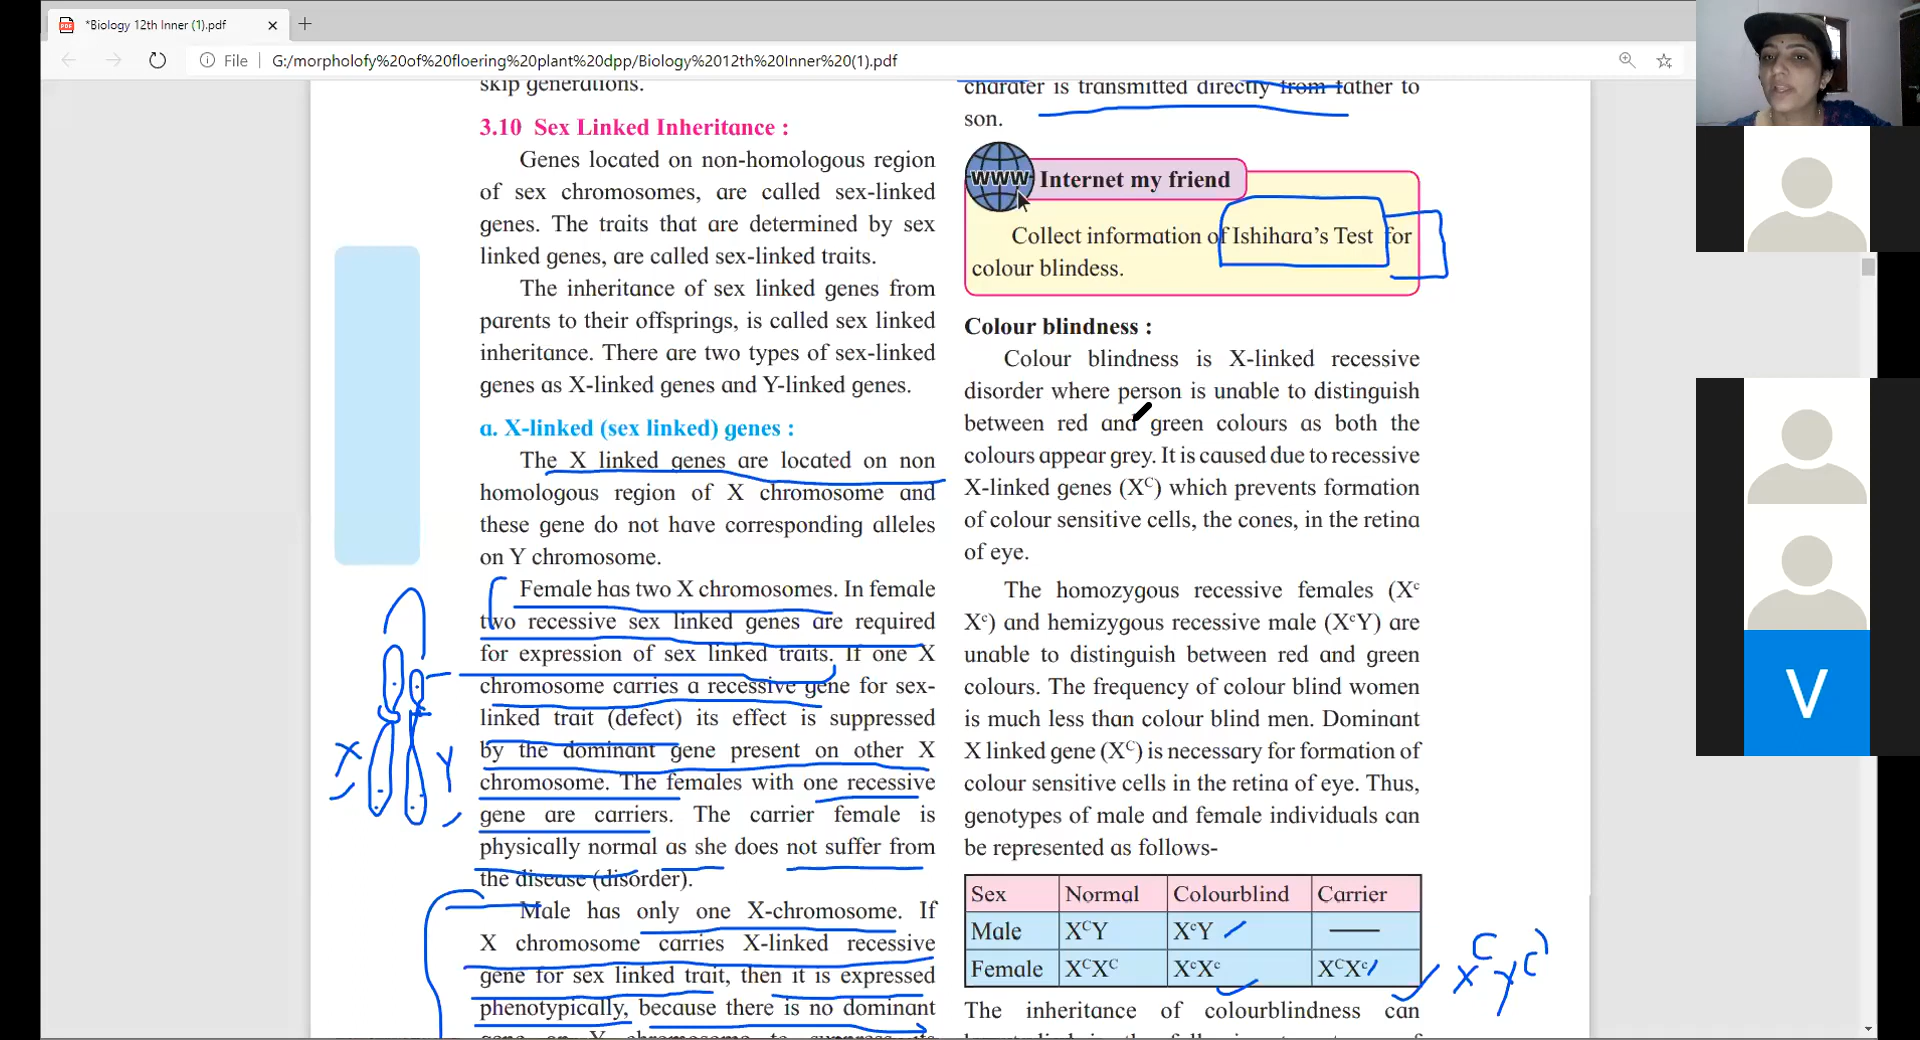 *Biology 12th Inner (1).pdf
File
G:/morpholofy%20of%20floering%20plant%20dpp/Biology%2012th%20Inner%20(1).pdf
skip generations.
3.10 Sex Linked Inheritance :
Genes located on non-homologous region
of sex chromosomes, are called sex-linked
genes. The traits that are determined by sex
linked genes, are called sex-linked traits.
The inheritance of sex linked genes from
parents to their offsprings, is called sex linked
inheritance. There are two types of sex-linked
genes as X-linked genes and Y-linked genes.
a. X-linked (sex linked) genes :
The X linked genes are located on non
homologous region of X chromosome and
these gene do not have corresponding alleles
on Y chromosome.
Female has two X chromosomes. In female
two recessive sex linked genes are required
for expression of sex linked traits. If one X
chromosome carries a recessive gene for sex-
linked trait (defect) its effect is suppressed
by the dominant gene present on other X
chromosome. The females with one recessive
gene are carriers. The carrier female is
physically normal as she does not suffer from
the disease (disorder).
Male has only one X-chromosome. If
X chromosome carries X-linked recessive
gene for sex linked trait, then it is expressed
phenotypically, because there is no dominant
gene on Y chromosome to suppress its
X
Y
charater is transmitted directly from father to
son.
WWW
Internet my friend
Collect information of Ishihara's Test for
colour blindess.
Colour blindness :
Colour blindness is X-linked recessive
disorder where person is unable to distinguish
between red and green colours as both the
colours appear grey. It is caused due to recessive
X-linked genes (Xᶜ) which prevents formation
of colour sensitive cells, the cones, in the retina
of eye.
The homozygous recessive females (Xᶜ
Xᶜ) and hemizygous recessive male (XᶜY) are
unable to distinguish between red and green
colours. The frequency of colour blind women
is much less than colour blind men. Dominant
X linked gene (Xᶜ) is necessary for formation of
colour sensitive cells in the retina of eye. Thus,
genotypes of male and female individuals can
be represented as follows-
Sex Normal Colourblind Carrier
Male XᶜY XᶜY ——
Female XᶜXᶜ XᶜXᶜ XᶜXᶜ
The inheritance of colourblindness can
V